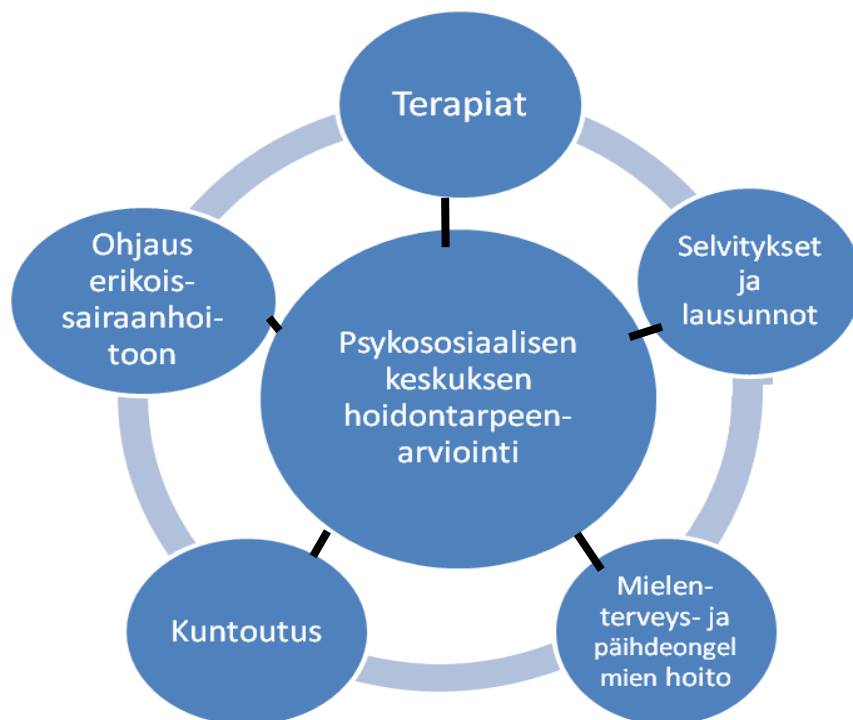 Terapiat
Selvitykset
ja
lausunnot
Mielen-
terveys- ja
päihdeongel
mien hoito
Kuntoutus
Ohjaus
erikois-
sairaanhoi-
toon
Psykososiaalisen
keskuksen
hoidontarpeen-
arviointi